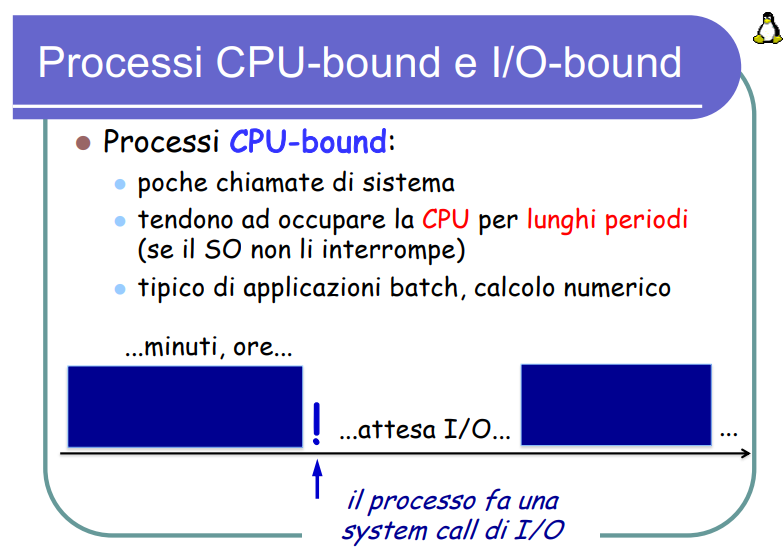 Processi CPU-bound e I/O-bound
Processi CPU-bound:
poche chiamate di sistema
tendono ad occupare la CPU per lunghi periodi
(se il SO non li interrompe)
tipico di applicazioni batch, calcolo numerico
...minuti, ore...
! ...attesa I/O... ...
il processo fa una
system call di I/O